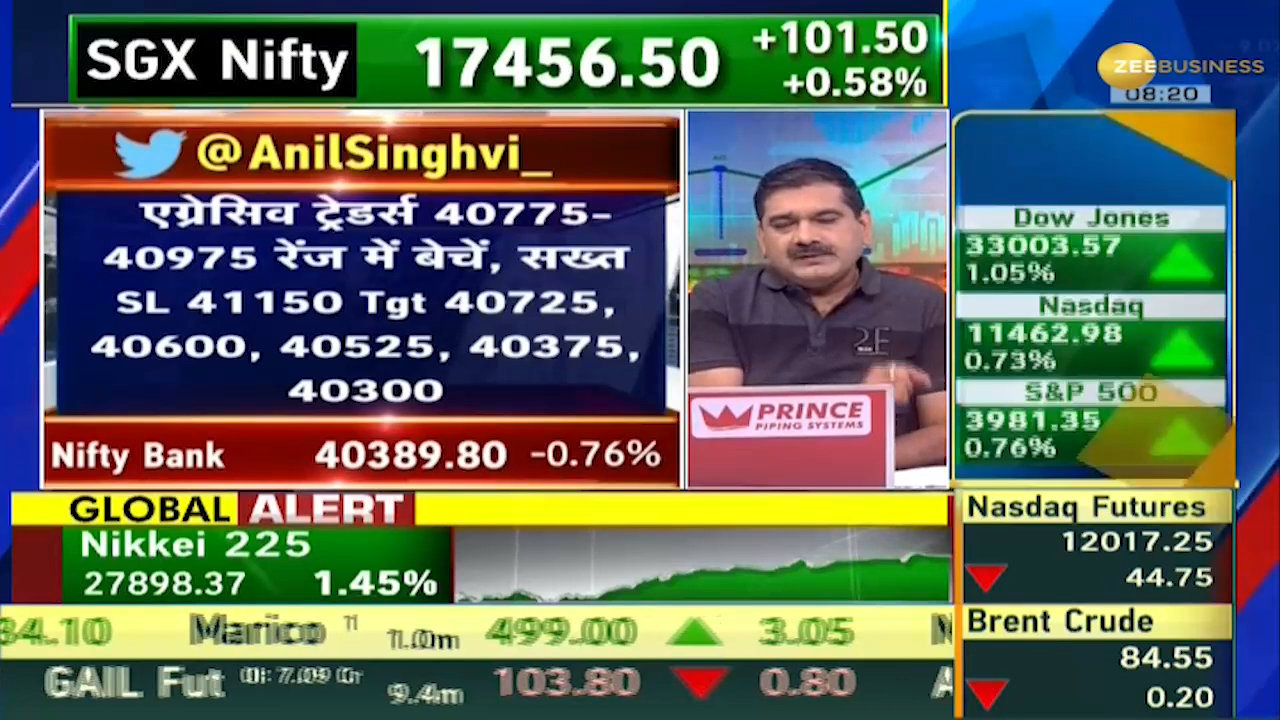 SGX Nifty 17456.50 +101.50
+0.58%
ZEEBUSINESS
08:20
@AnilSinghvi_
एग्रेसिव ट्रेडर्स 40775-
40975 रेंज में बेचें, सख्त
SL 41150 Tgt 40725,
40600, 40525, 40375,
40300
Nifty Bank 40389.80 -0.76%
PRINCE
PIPING SYSTEMS
Dow Jones
33003.57
1.05%
Nasdaq
11462.98
0.73%
S&P 500
3981.35
0.76%
GLOBAL ALERT
Nikkei 225
27898.37 1.45%
Nasdaq Futures
12017.25
44.75
Brent Crude
84.55
0.20
34.10 Marico 499.00 3.05
GAIL Fut 9.4m 103.80 0.80